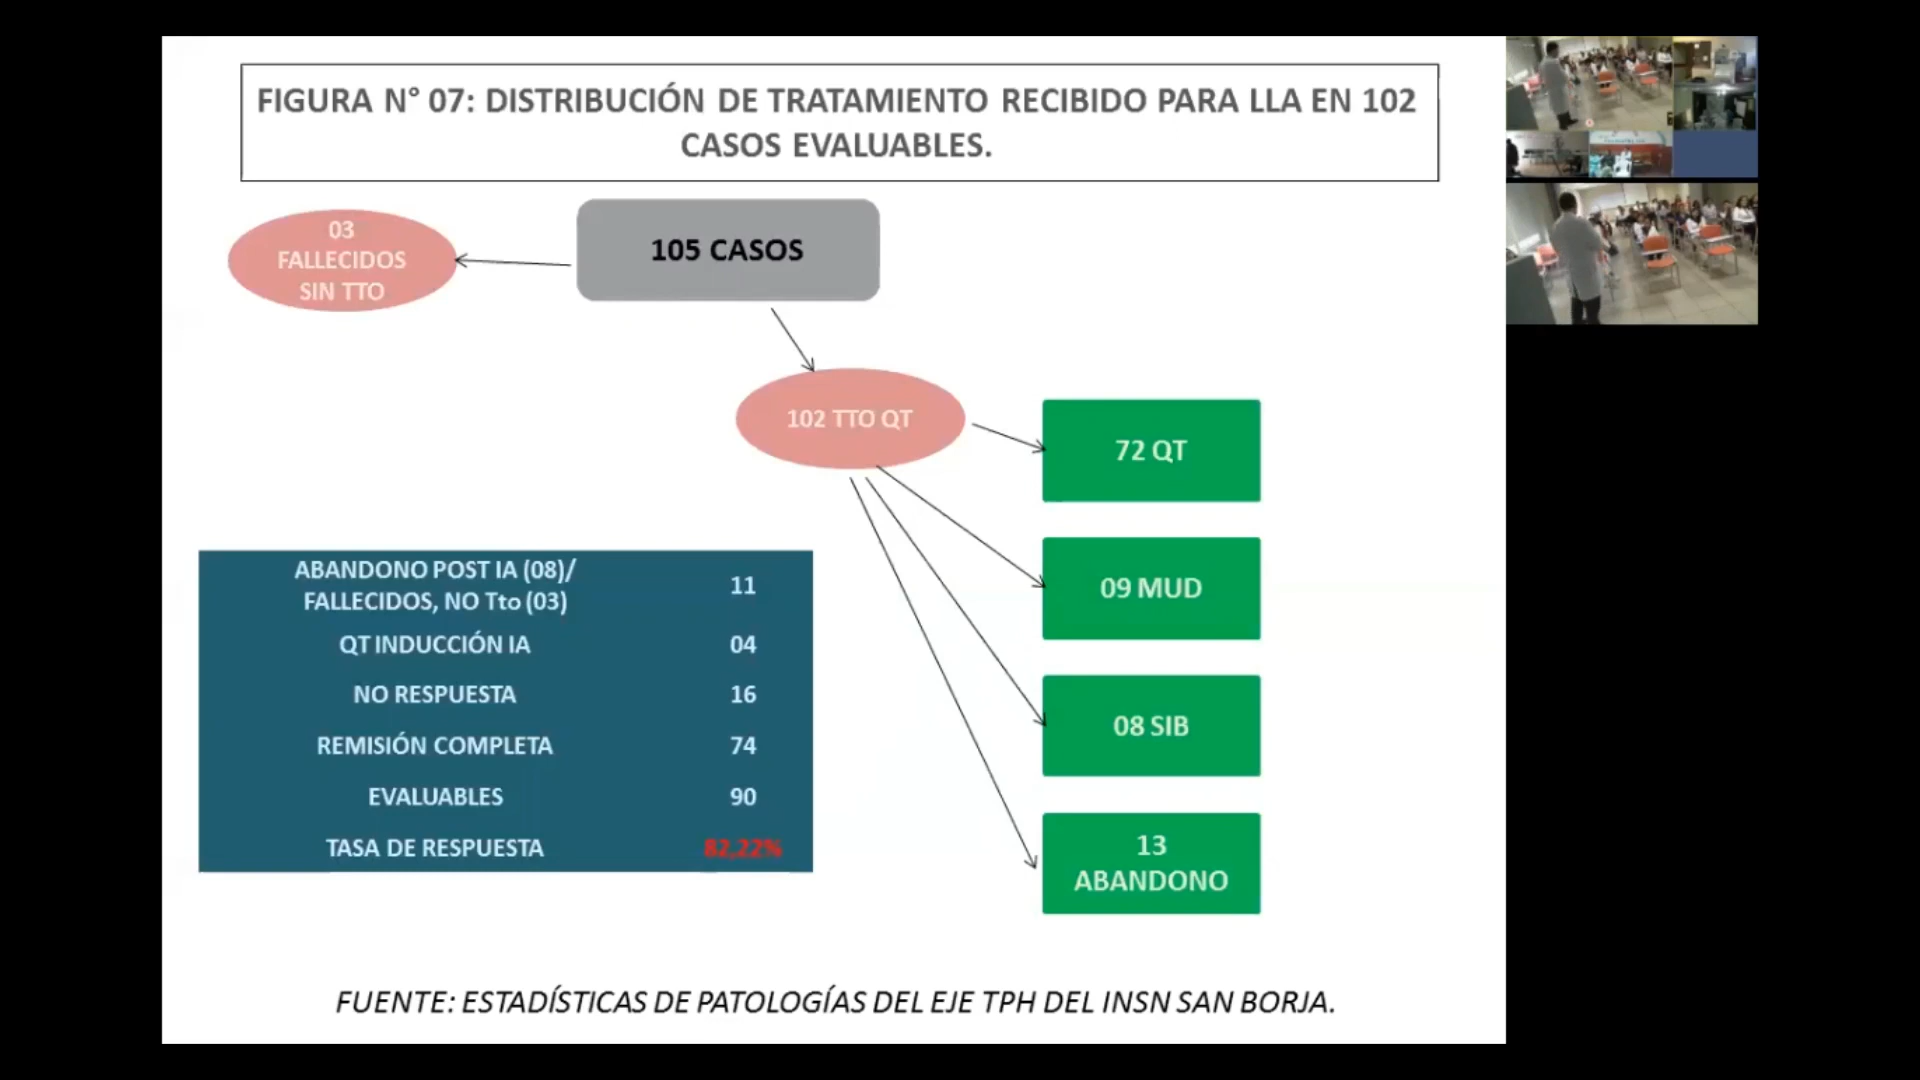 FIGURA N° 07: DISTRIBUCIÓN DE TRATAMIENTO RECIBIDO PARA LLA EN 102
CASOS EVALUABLES.
03
FALLECIDOS
SIN TTO
105 CASOS
102 TTO QT
72 QT
09 MUD
08 SIB
13
ABANDONO
ABANDONO POST IA (08)/
FALLECIDOS, NO Tto (03)
11
QT INDUCCIÓN IA
04
NO RESPUESTA
16
REMISIÓN COMPLETA
74
EVALUABLES
90
TASA DE RESPUESTA
82,22%
FUENTE: ESTADÍSTICAS DE PATOLOGÍAS DEL EJE TPH DEL INSN SAN BORJA.